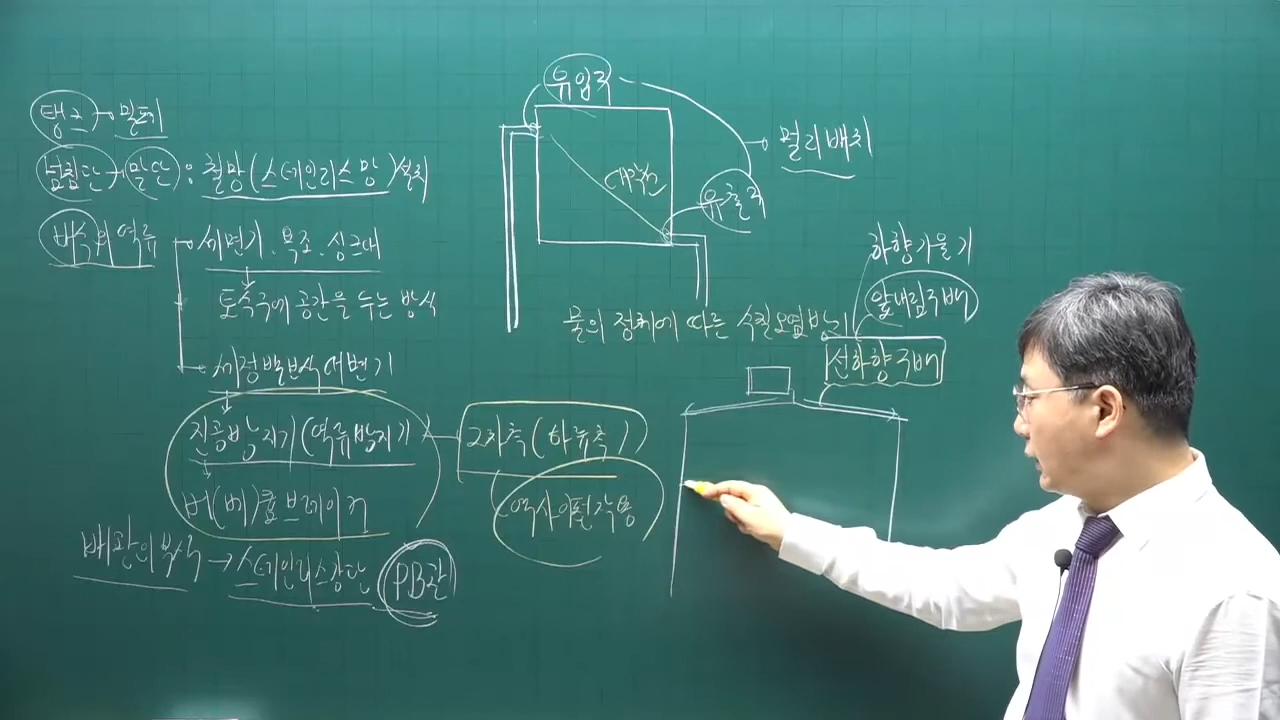 탱크 → 밀폐
넘침관 → 말단 : 철망(스테인리스망)설치
배수의 역류
세면기. 욕조. 싱크대
토수구에 공간을 두는 방식
세정밸브식대변기
진공방지기(역류방지기)
버(베)큠브레이커
2차측(하류측)
역사이펀작용
배관의 부식 → 스테인리스강관 PB관
유입구
멀리배치
유출구
물의 정체에 따른 수질오염방지
하향기울기
앞내림구배
선하향구배